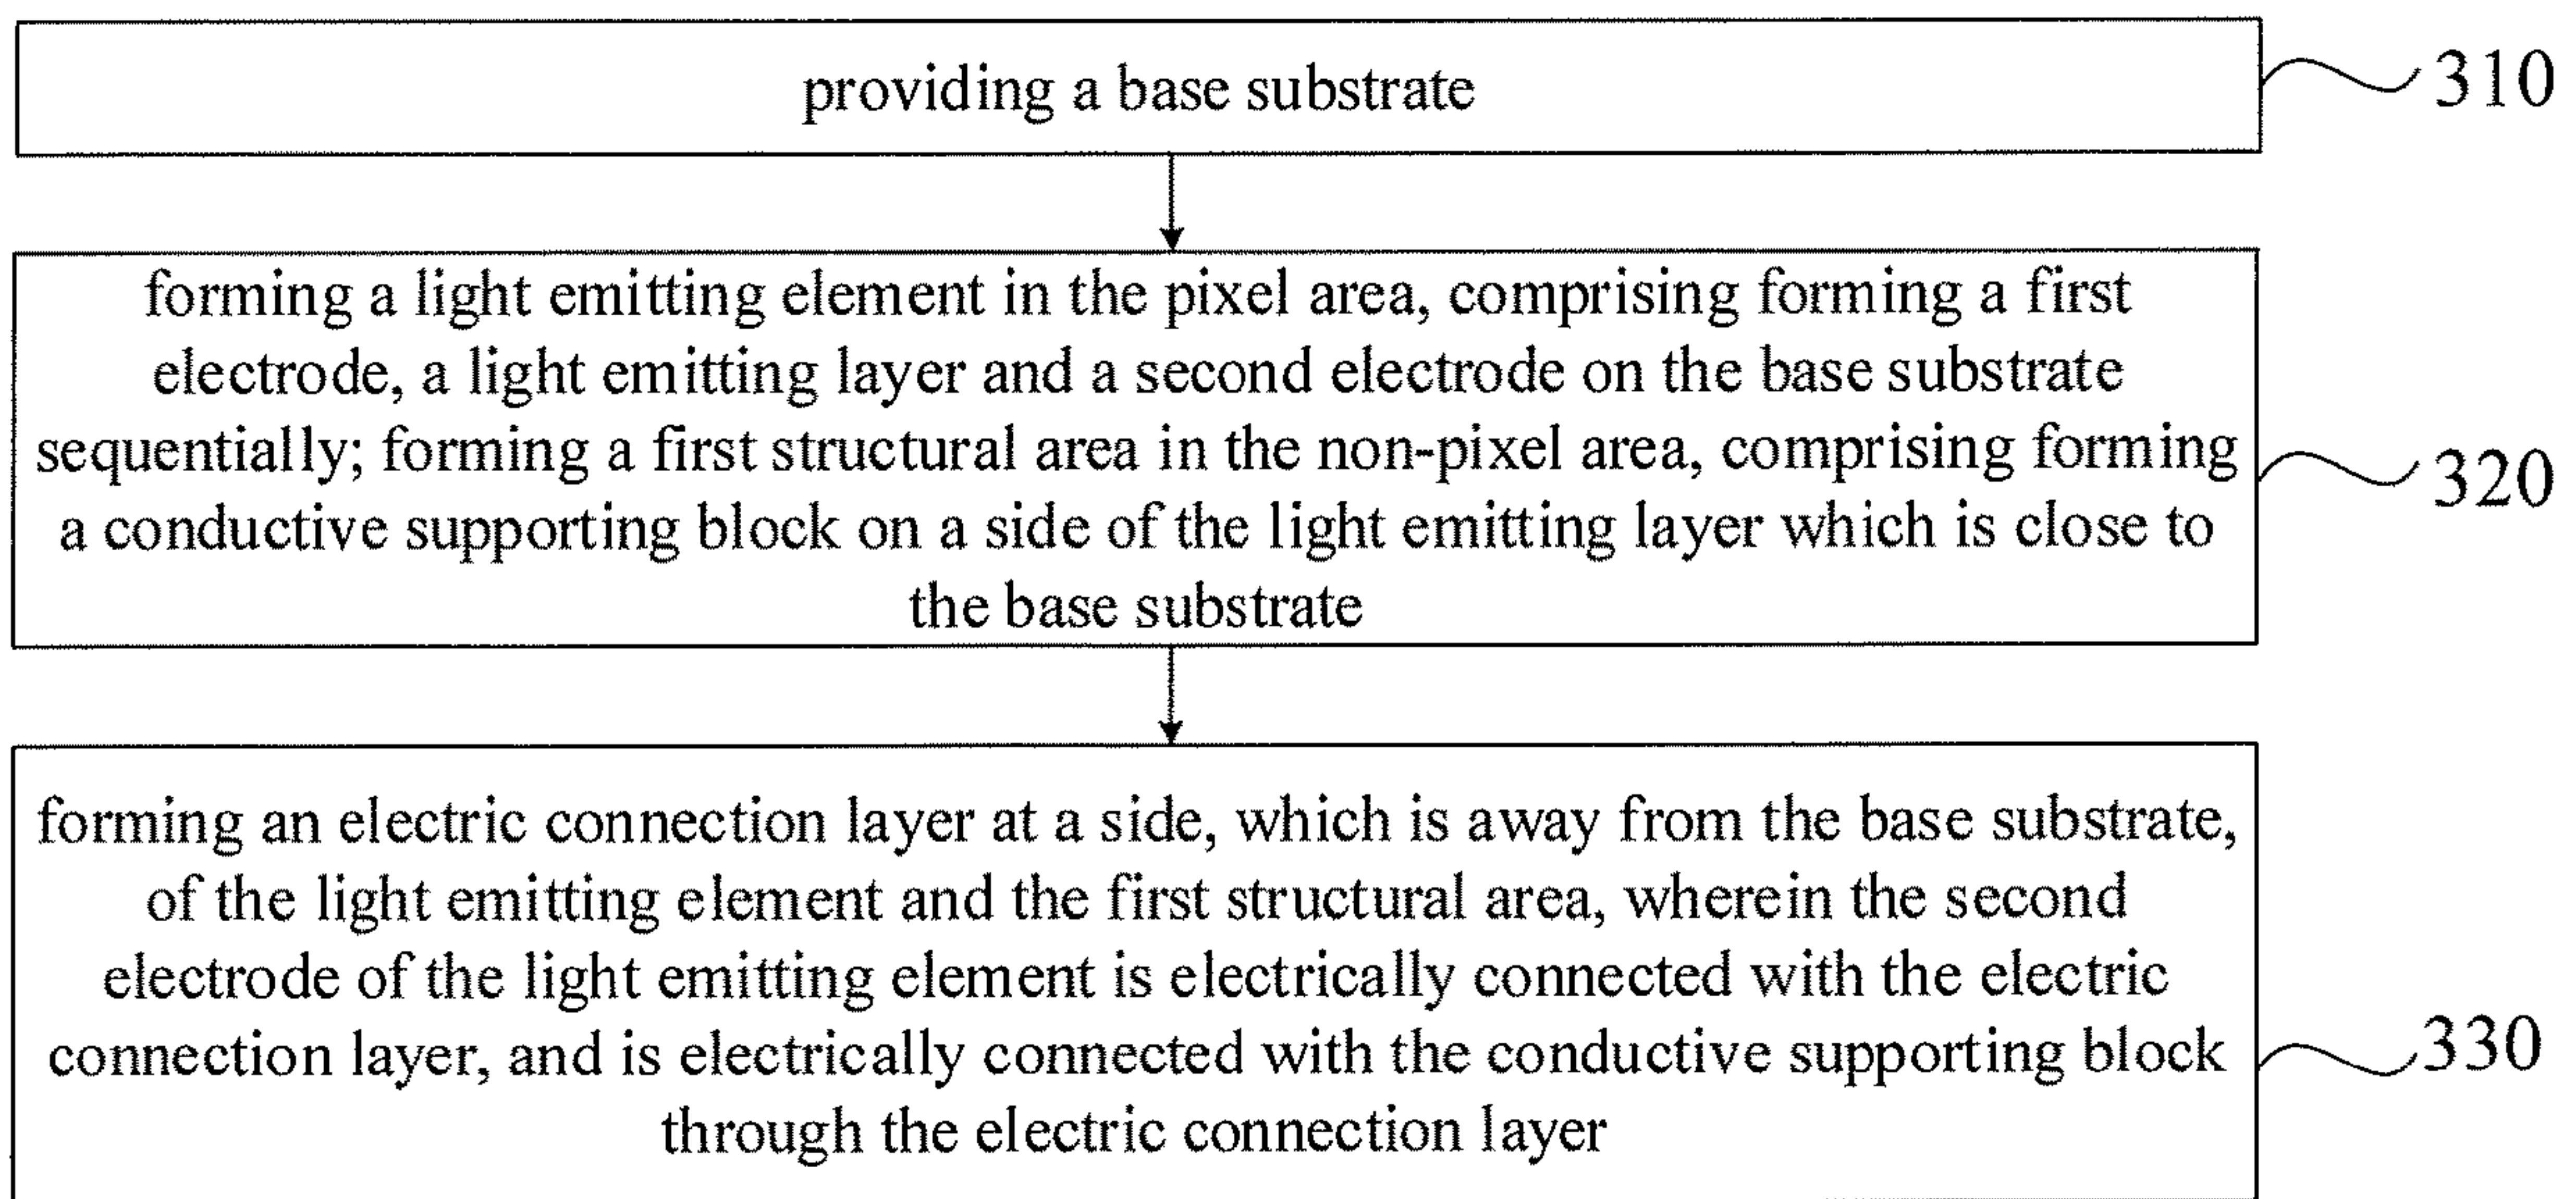 providing a base substrate
310
forming a light emitting element in the pixel area, comprising forming a first
electrode, a light emitting layer and a second electrode on the base substrate
sequentially; forming a first structural area in the non-pixel area, comprising forming
a conductive supporting block on a side of the light emitting layer which is close to
the base substrate
320
forming an electric connection layer at a side, which is away from the base substrate,
of the light emitting element and the first structural area, wherein the second
electrode of the light emitting element is electrically connected with the electric
connection layer, and is electrically connected with the conductive supporting block
through the electric connection layer
330